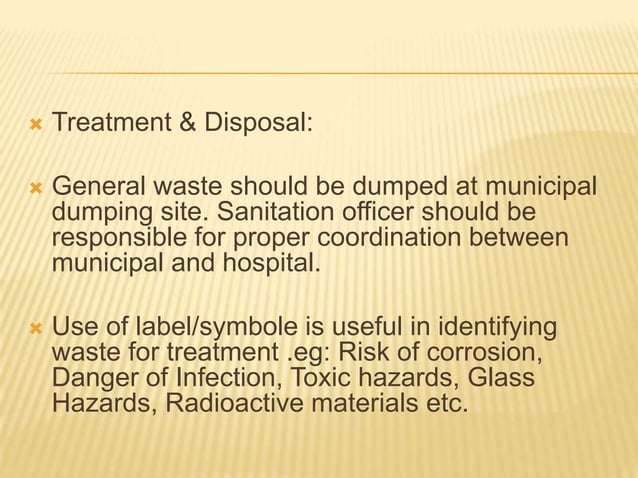 Treatment & Disposal:
General waste should be dumped at municipal
dumping site. Sanitation officer should be
responsible for proper coordination between
municipal and hospital.
Use of label/symbole is useful in identifying
waste for treatment .eg: Risk of corrosion,
Danger of Infection, Toxic hazards, Glass
Hazards, Radioactive materials etc.